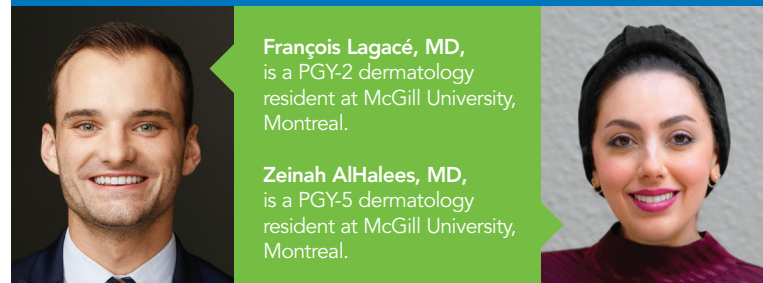 François Lagacé, MD,
is a PGY-2 dermatology
resident at McGill University,
Montreal.
Zeinah AlHalees, MD,
is a PGY-5 dermatology
resident at McGill University,
Montreal.